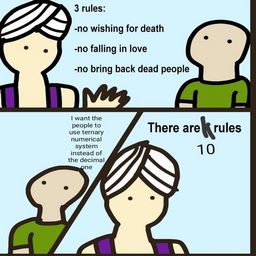 3 rules:
-no wishing for death
-no falling in love
-no bring back dead people
I want the
people to
use ternary
numerical
system
instead of
the decimal
one
There are rules
10